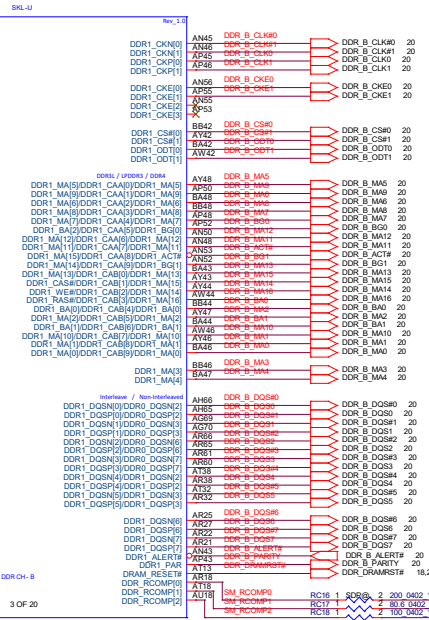 SKL-U
Rev_1.0
DDR1_CKN[0] AN45 DDR_B_CLK#0 DDR_B_CLK#0 20
DDR1_CKN[1] AN46 DDR_B_CLK#1 DDR_B_CLK#1 20
DDR1_CKP[0] AP45 DDR_B_CLK0 DDR_B_CLK0 20
DDR1_CKP[1] AP46 DDR_B_CLK1 DDR_B_CLK1 20
DDR1_CKE[0] AN56 DDR_B_CKE0 DDR_B_CKE0 20
DDR1_CKE[1] AP55 DDR_B_CKE1 DDR_B_CKE1 20
DDR1_CKE[2] AN55
DDR1_CKE[3] AP53
DDR1_CS#[0] BB42 DDR_B_CS#0 DDR_B_CS#0 20
DDR1_CS#[1] AY42 DDR_B_CS#1 DDR_B_CS#1 20
DDR1_ODT[0] BA42 DDR_B_ODT0 DDR_B_ODT0 20
DDR1_ODT[1] AW42 DDR_B_ODT1 DDR_B_ODT1 20
DDR3L / LPDDR3 / DDR4
DDR1_MA[5]/DDR1_CAA[0]/DDR1_MA[5] AY48 DDR_B_MA5 DDR_B_MA5 20
DDR1_MA[9]/DDR1_CAA[1]/DDR1_MA[9] AP50 DDR_B_MA9 DDR_B_MA9 20
DDR1_MA[6]/DDR1_CAA[2]/DDR1_MA[6] BA48 DDR_B_MA6 DDR_B_MA6 20
DDR1_MA[8]/DDR1_CAA[3]/DDR1_MA[8] BB48 DDR_B_MA8 DDR_B_MA8 20
DDR1_MA[7]/DDR1_CAA[4]/DDR1_MA[7] AP48 DDR_B_MA7 DDR_B_MA7 20
DDR1_BA[2]/DDR1_CAA[5]/DDR1_BG[0] AP52 DDR_B_BG0 DDR_B_BG0 20
DDR1_MA[12]/DDR1_CAA[6]/DDR1_MA[12] AN50 DDR_B_MA12 DDR_B_MA12 20
DDR1_MA[11]/DDR1_CAA[7]/DDR1_MA[11] AN48 DDR_B_MA11 DDR_B_MA11 20
DDR1_MA[15]/DDR1_CAA[8]/DDR1_ACT# AN53 DDR_B_ACT# DDR_B_ACT# 20
DDR1_MA[14]/DDR1_CAA[9]/DDR1_BG[1] AN52 DDR_B_BG1 DDR_B_BG1 20
DDR1_MA[13]/DDR1_CAB[0]/DDR1_MA[13] BA43 DDR_B_MA13 DDR_B_MA13 20
DDR1_CAS#/DDR1_CAB[1]/DDR1_MA[15] AY43 DDR_B_MA15 DDR_B_MA15 20
DDR1_WE#/DDR1_CAB[2]/DDR1_MA[14] AY44 DDR_B_MA14 DDR_B_MA14 20
DDR1_RAS#/DDR1_CAB[3]/DDR1_MA[16] AW44 DDR_B_MA16 DDR_B_MA16 20
DDR1_BA[0]/DDR1_CAB[4]/DDR1_BA[0] BB44 DDR_B_BA0 DDR_B_BA0 20
DDR1_MA[2]/DDR1_CAB[5]/DDR1_MA[2] AY47 DDR_B_MA2 DDR_B_MA2 20
DDR1_BA[1]/DDR1_CAB[6]/DDR1_BA[1] BA44 DDR_B_BA1 DDR_B_BA1 20
DDR1_MA[10]/DDR1_CAB[7]/DDR1_MA[10] AW46 DDR_B_MA10 DDR_B_MA10 20
DDR1_MA[1]/DDR1_CAB[8]/DDR1_MA[1] AY46 DDR_B_MA1 DDR_B_MA1 20
DDR1_MA[0]/DDR1_CAB[9]/DDR1_MA[0] BA46 DDR_B_MA0 DDR_B_MA0 20
DDR1_MA[3] BB46 DDR_B_MA3 DDR_B_MA3 20
DDR1_MA[4] BA47 DDR_B_MA4 DDR_B_MA4 20
Interleave / Non-Interleaved
DDR1_DQSN[0]/DDR0_DQSN[2] AH66 DDR_B_DQS#0 DDR_B_DQS#0 20
DDR1_DQSP[0]/DDR0_DQSP[2] AH65 DDR_B_DQS0 DDR_B_DQS0 20
DDR1_DQSN[1]/DDR0_DQSN[3] AG69 DDR_B_DQS#1 DDR_B_DQS#1 20
DDR1_DQSP[1]/DDR0_DQSP[3] AG70 DDR_B_DQS1 DDR_B_DQS1 20
DDR1_DQSN[2]/DDR0_DQSN[6] AR66 DDR_B_DQS#2 DDR_B_DQS#2 20
DDR1_DQSP[2]/DDR0_DQSP[6] AR65 DDR_B_DQS2 DDR_B_DQS2 20
DDR1_DQSN[3]/DDR0_DQSN[7] AR61 DDR_B_DQS#3 DDR_B_DQS#3 20
DDR1_DQSP[3]/DDR0_DQSP[7] AR60 DDR_B_DQS3 DDR_B_DQS3 20
DDR1_DQSN[4]/DDR1_DQSN[2] AT38 DDR_B_DQS#4 DDR_B_DQS#4 20
DDR1_DQSP[4]/DDR1_DQSP[2] AR38 DDR_B_DQS4 DDR_B_DQS4 20
DDR1_DQSN[5]/DDR1_DQSN[3] AT32 DDR_B_DQS#5 DDR_B_DQS#5 20
DDR1_DQSP[5]/DDR1_DQSP[3] AR32 DDR_B_DQS5 DDR_B_DQS5 20
DDR1_DQSN[6] AR25 DDR_B_DQS#6 DDR_B_DQS#6 20
DDR1_DQSP[6] AR27 DDR_B_DQS6 DDR_B_DQS6 20
DDR1_DQSN[7] AR22 DDR_B_DQS#7 DDR_B_DQS#7 20
DDR1_DQSP[7] AR21 DDR_B_DQS7 DDR_B_DQS7 20
DDR1_ALERT# AN43 DDR_B_ALERT# DDR_B_ALERT# 20
DDR1_PAR AP43 DDR_B_PARITY DDR_B_PARITY 20
DRAM_RESET# AT13 DDR_DRAMRST# DDR_DRAMRST# 18,2
DDR CH - B
DDR_RCOMP[0] AR18 SM_RCOMP0 RC16 1 SDP@ 2 200_0402_1
DDR_RCOMP[1] AT18 SM_RCOMP1 RC17 1 2 80.6_0402_
DDR_RCOMP[2] AU18 SM_RCOMP2 RC18 1 2 100_0402_1
3 OF 20